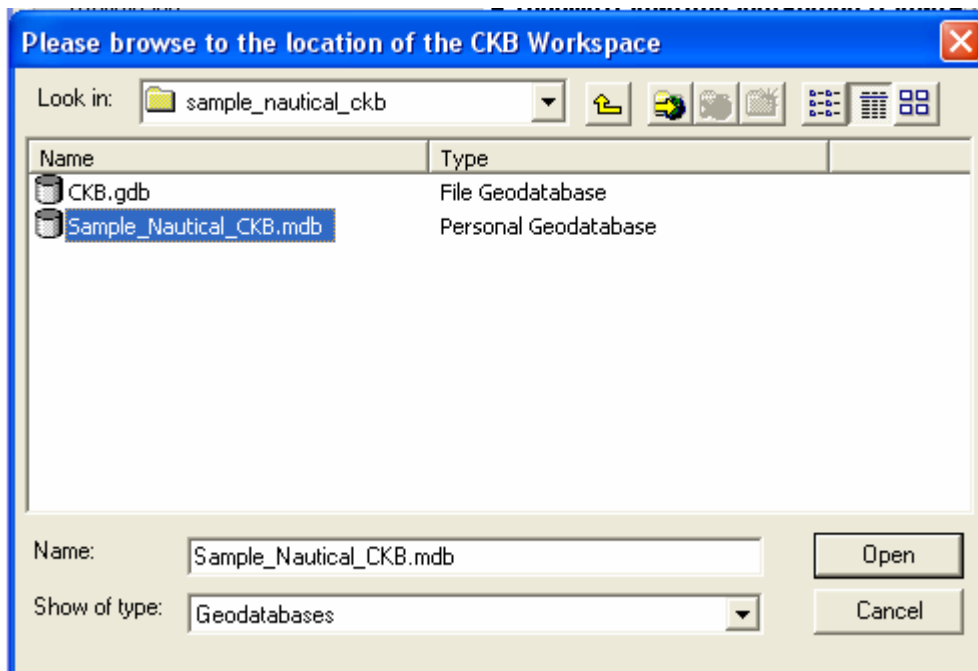 Please browse to the location of the CKB Workspace
Look in: sample_nautical_ckb
Name Type
CKB.gdb File Geodatabase
Sample_Nautical_CKB.mdb Personal Geodatabase
Name: Sample_Nautical_CKB.mdb Open
Show of type: Geodatabases Cancel